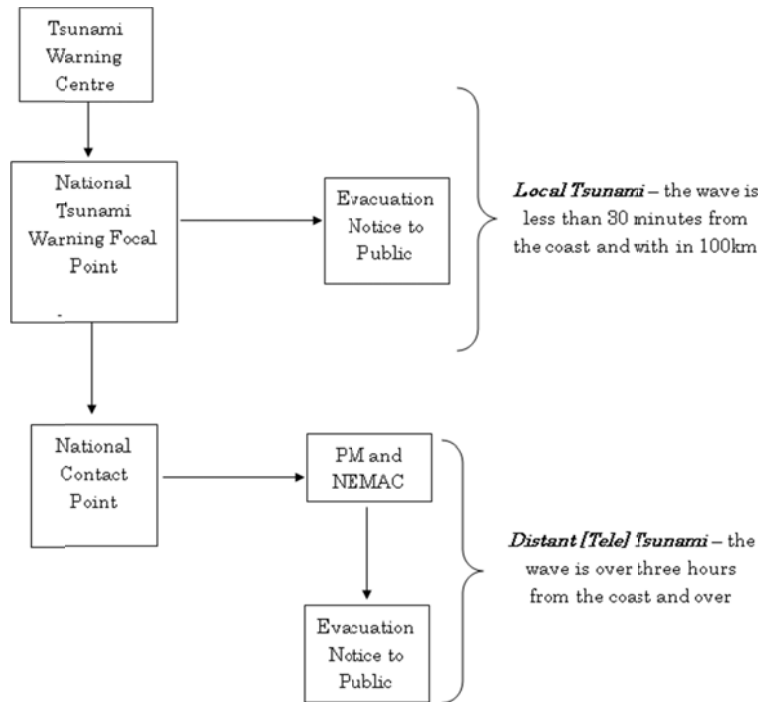 Tsunami
Warning
Centre
National
Tsunami
Warning Focal
Point
-
Evacuation
Notice to
Public
Local Tsunami – the wave is
less than 30 minutes from
the coast and with in 100km
National
Contact
Point
PM and
NEMAC
Distant [Tele] Tsunami – the
wave is over three hours
from the coast and over
Evacuation
Notice to
Public